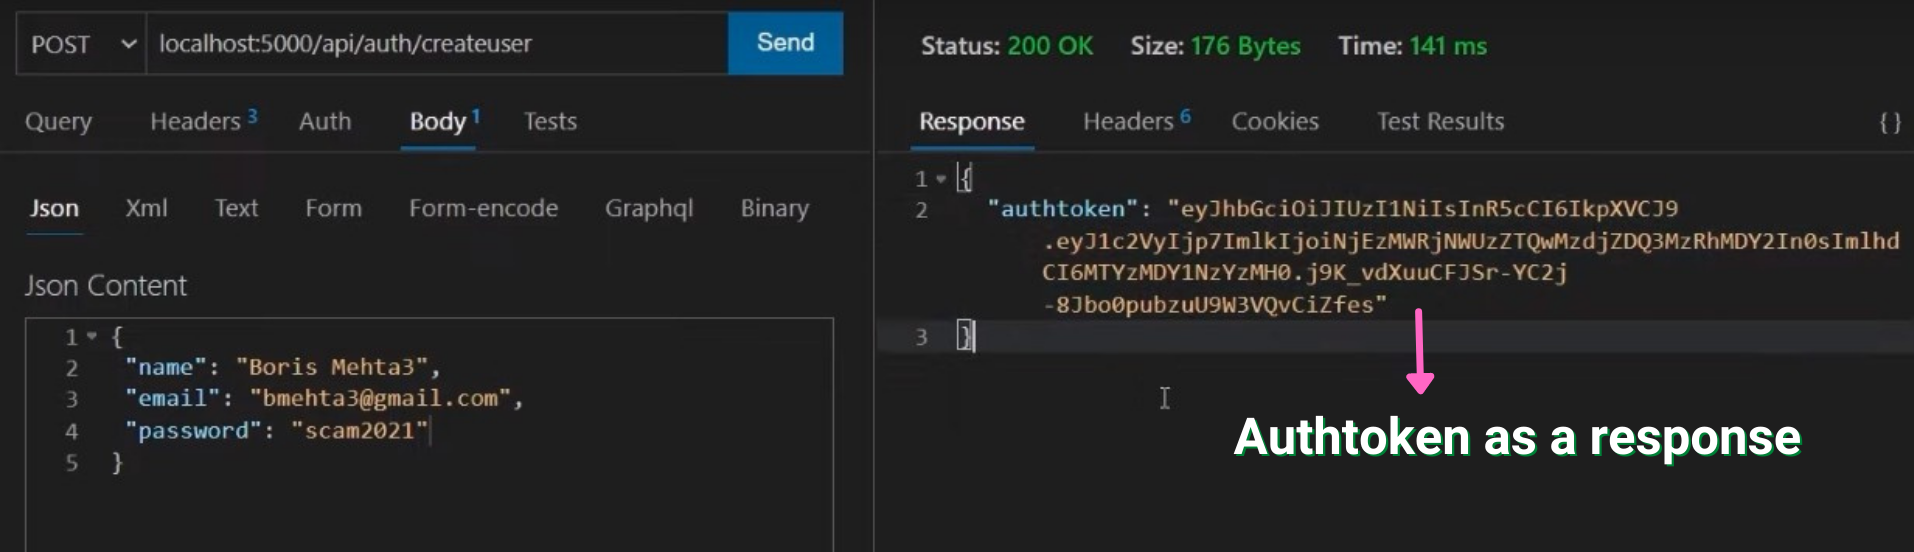 POST localhost:5000/api/auth/createuser Send
Query Headers 3 Auth Body 1 Tests
Json Xml Text Form Form-encode Graphql Binary
Json Content
1 {
2 "name": "Boris Mehta3",
3 "email": "bmehta3@gmail.com",
4 "password": "scam2021"
5 }
Status: 200 OK Size: 176 Bytes Time: 141 ms
Response Headers 6 Cookies Test Results { }
1 {
2 "authtoken": "eyJhbGciOiJIUzI1NiIsInR5cCI6IkpXVCJ9
.eyJ1c2VyIjp7ImlkIjoiNjEzMWRjNWUzZTQwMzdjZDQ3MzRhMDY2In0sImlhd
CI6MTYzMDY1NzYzMH0.j9K_vdXuuCFJSr-YC2j
-8Jbo0pubzuU9W3VQvCiZfes"
3 }
Authtoken as a response